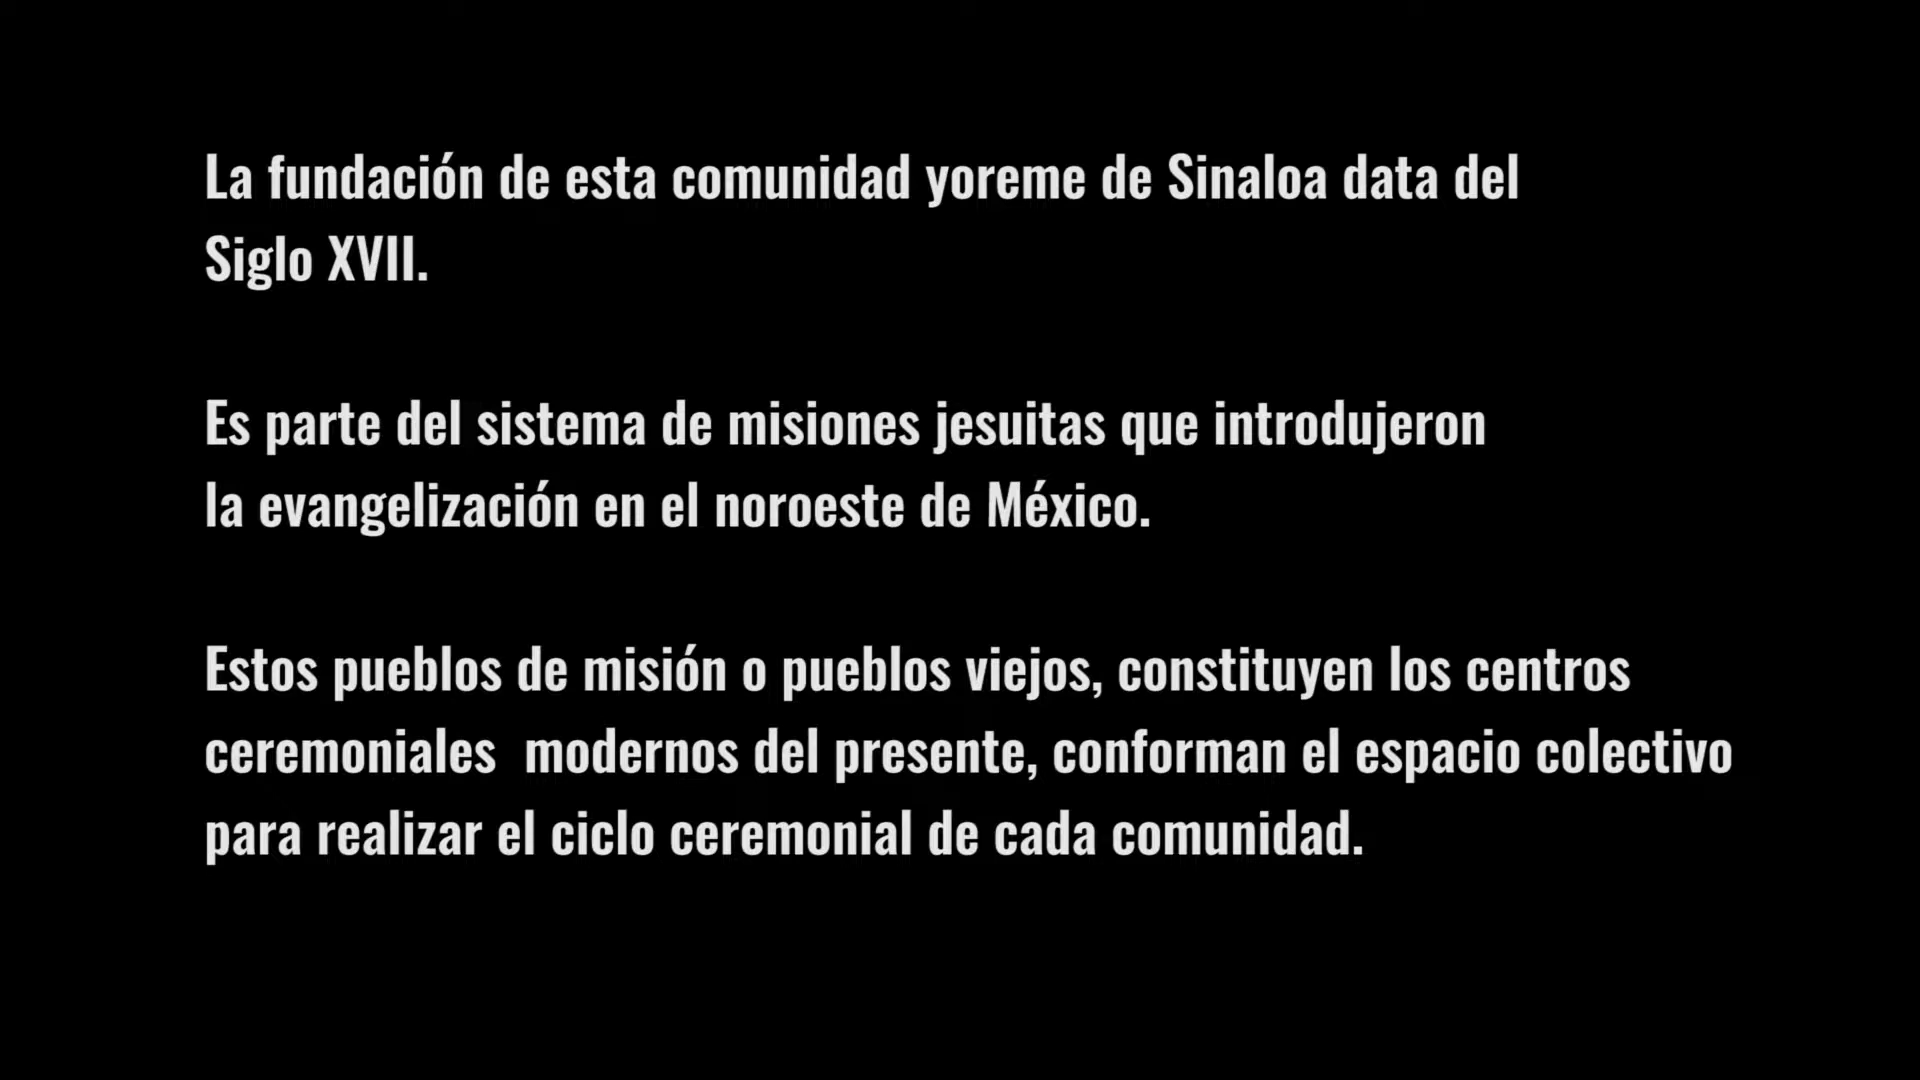 La fundación de esta comunidad yoreme de Sinaloa data del
Siglo XVII.
Es parte del sistema de misiones jesuitas que introdujeron
la evangelización en el noroeste de México.
Estos pueblos de misión o pueblos viejos, constituyen los centros
ceremoniales  modernos del presente, conforman el espacio colectivo
para realizar el ciclo ceremonial de cada comunidad.